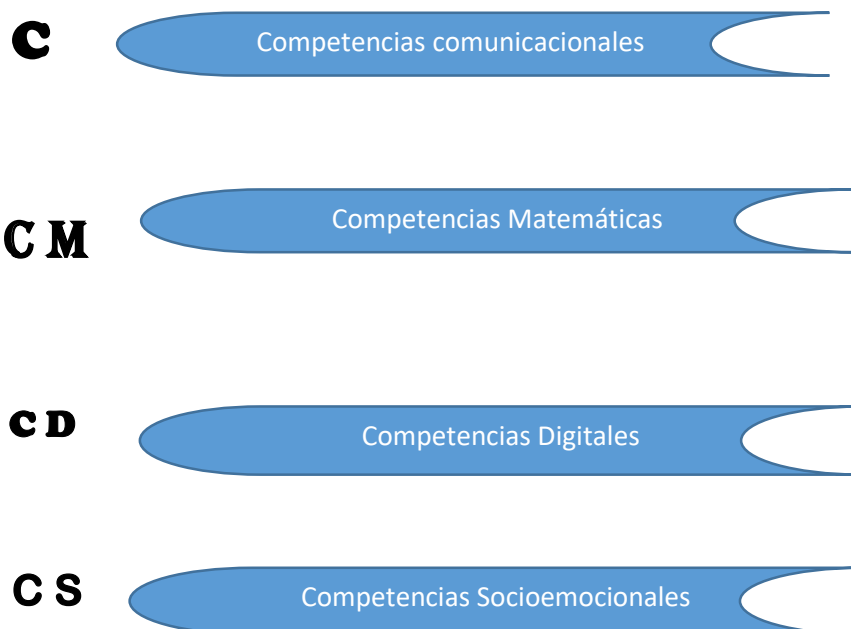 C Competencias comunicacionales
C M Competencias Matemáticas
C D Competencias Digitales
C S Competencias Socioemocionales